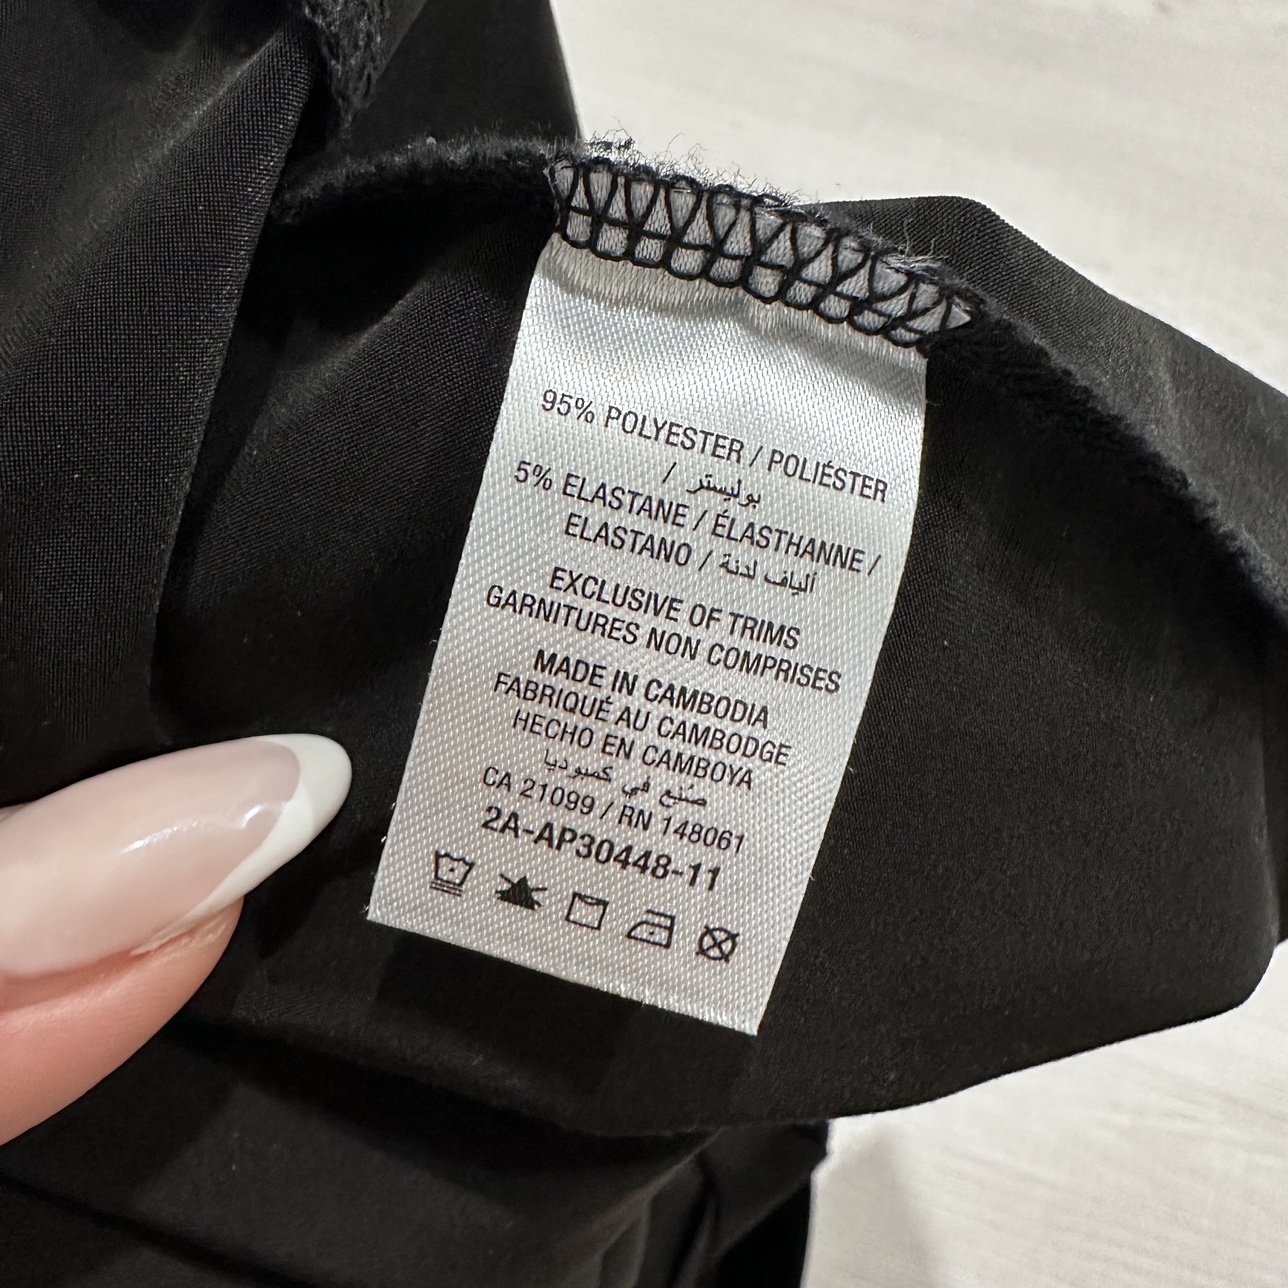 95% POLYESTER / POLIÉSTER
/ بوليستر
5% ELASTANE / ÉLASTHANNE /
ELASTANO / ألياف لدنة
EXCLUSIVE OF TRIMS
GARNITURES NON COMPRISES
MADE IN CAMBODIA
FABRIQUÉ AU CAMBODGE
HECHO EN CAMBOYA
صُنع في كمبوديا
CA 21099 / RN 148061
2A-AP30448-11